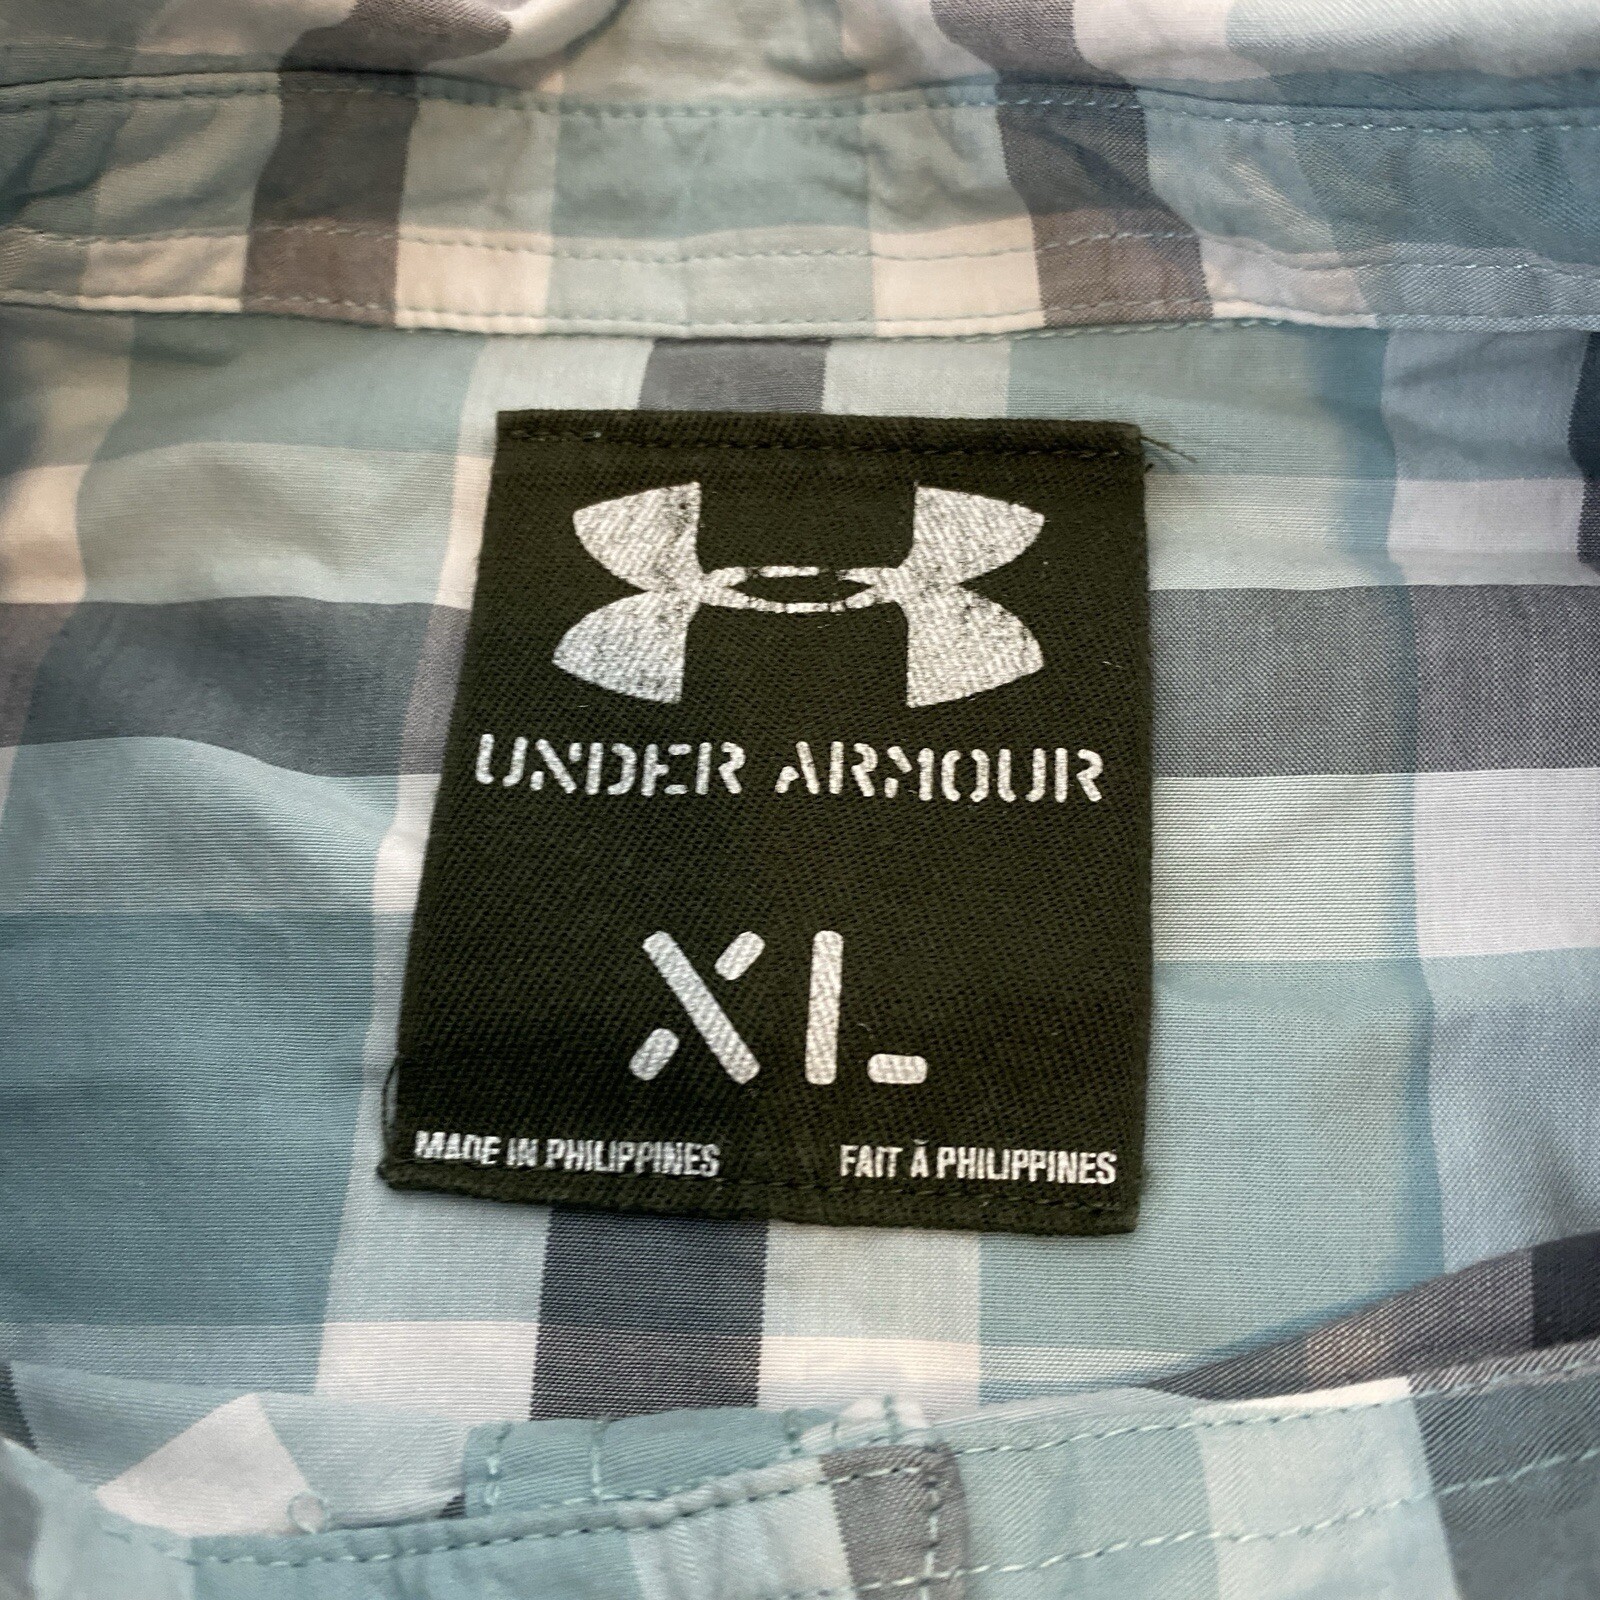 UNDER ARMOUR
XL
MADE IN PHILIPPINES FAIT À PHILIPPINES